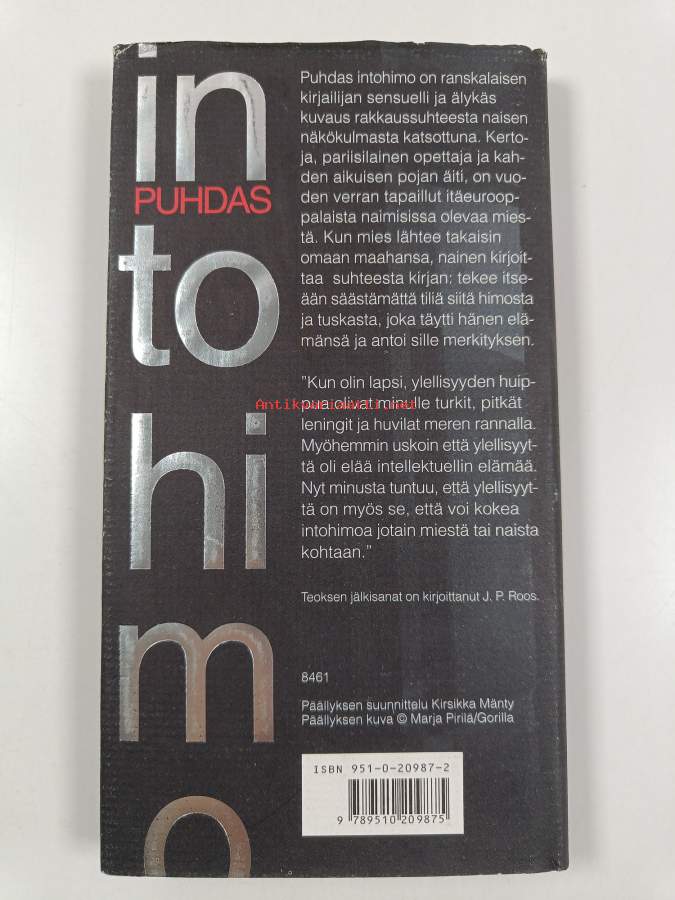 in
PUHDAS
to
hi
m
o
Puhdas intohimo on ranskalaisen
kirjailijan sensuelli ja älykäs
kuvaus rakkaussuhteesta naisen
näkökulmasta katsottuna. Kerto-
ja, pariisilainen opettaja ja kah-
den aikuisen pojan äiti, on vuo-
den verran tapaillut itäeuroop-
palaista naimisissa olevaa mies-
tä. Kun mies lähtee takaisin
omaan maahansa, nainen kirjoit-
taa suhteesta kirjan: tekee itse-
ään säästämättä tiliä siitä himosta
ja tuskasta, joka täytti hänen elä-
mänsä ja antoi sille merkityksen.
”Kun olin lapsi, ylellisyyden huip-
pua olivat minulle turkit, pitkät
Antikvariaatti.net
leningit ja huvilat meren rannalla.
Myöhemmin uskoin että ylellisyyt-
tä oli elää intellektuellin elämää.
Nyt minusta tuntuu, että ylellisyyt-
tä on myös se, että voi kokea
intohimoa jotain miestä tai naista
kohtaan.”
Teoksen jälkisanat on kirjoittanut J. P. Roos.
8461
Päällyksen suunnittelu Kirsikka Mänty
Päällyksen kuva © Marja Pirilä/Gorilla
ISBN 951-0-20987-2
9 789510 209875